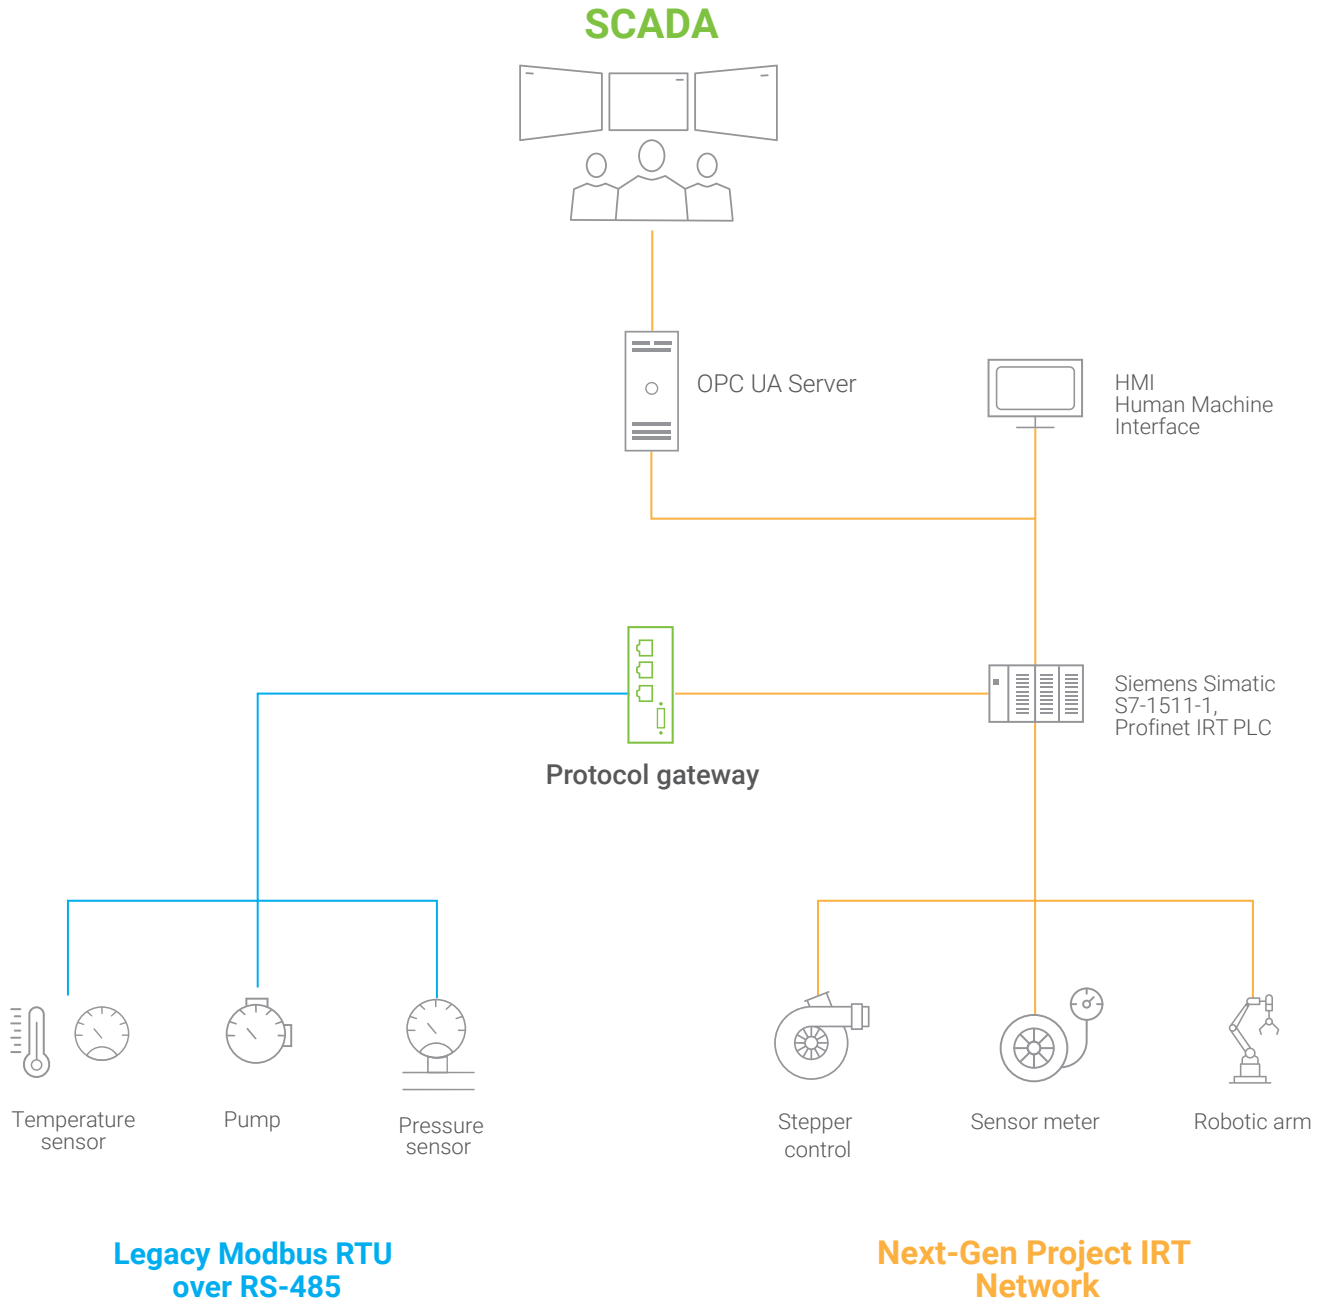 SCADA
OPC UA Server
HMI
Human Machine
Interface
Siemens Simatic
S7-1511-1,
Profinet IRT PLC
Protocol gateway
Temperature
sensor
Pump
Pressure
sensor
Stepper
control
Sensor meter
Robotic arm
Legacy Modbus RTU
over RS-485
Next-Gen Project IRT
Network